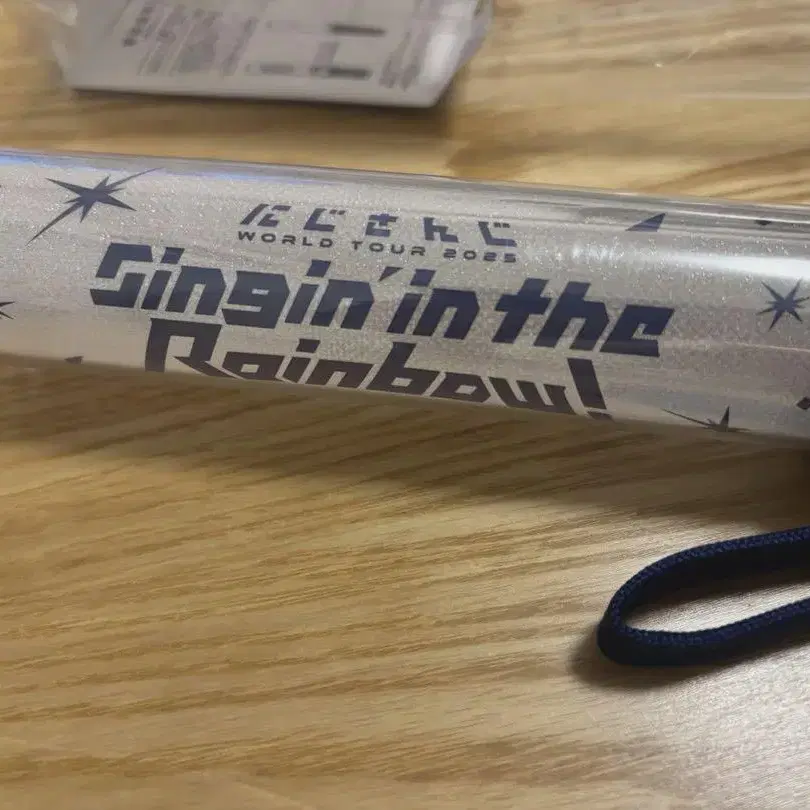 にじさんじ
WORLD TOUR 2025
Singin' in the
Rainbow!